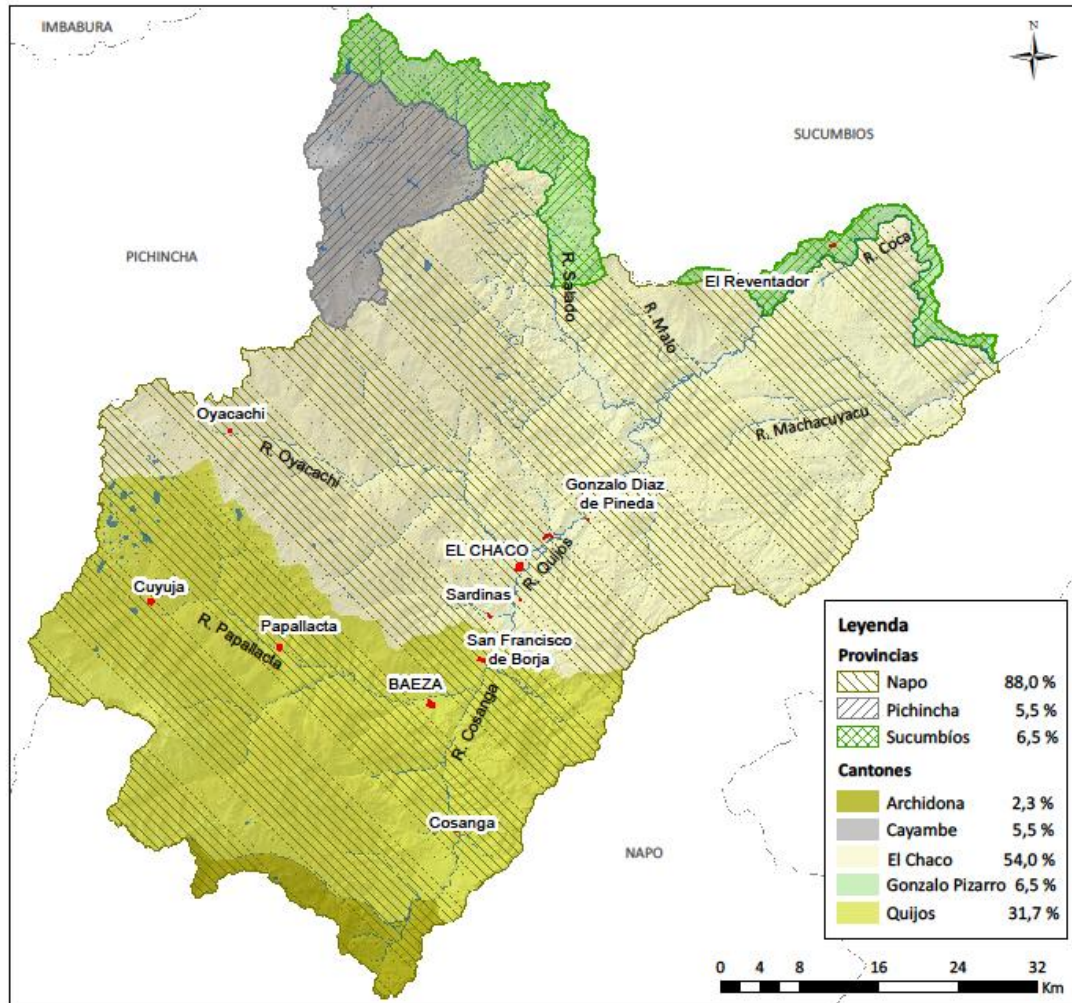 IMBABURA
N
SUCUMBIOS
PICHINCHA
R. Coca
El Reventador
R. Salado
R. Malo
Oyacachi
R. Machacuyacu
R. Oyacachi
Gonzalo Diaz
de Pineda
EL CHACO
R. Quijos
Cuyuja
Sardinas
R. Papallacta
Papallacta
San Francisco
de Borja
BAEZA
R. Cosanga
Cosanga
NAPO
Leyenda
Provincias
Napo 88,0 %
Pichincha 5,5 %
Sucumbíos 6,5 %
Cantones
Archidona 2,3 %
Cayambe 5,5 %
El Chaco 54,0 %
Gonzalo Pizarro 6,5 %
Quijos 31,7 %
0 4 8 16 24 32
Km